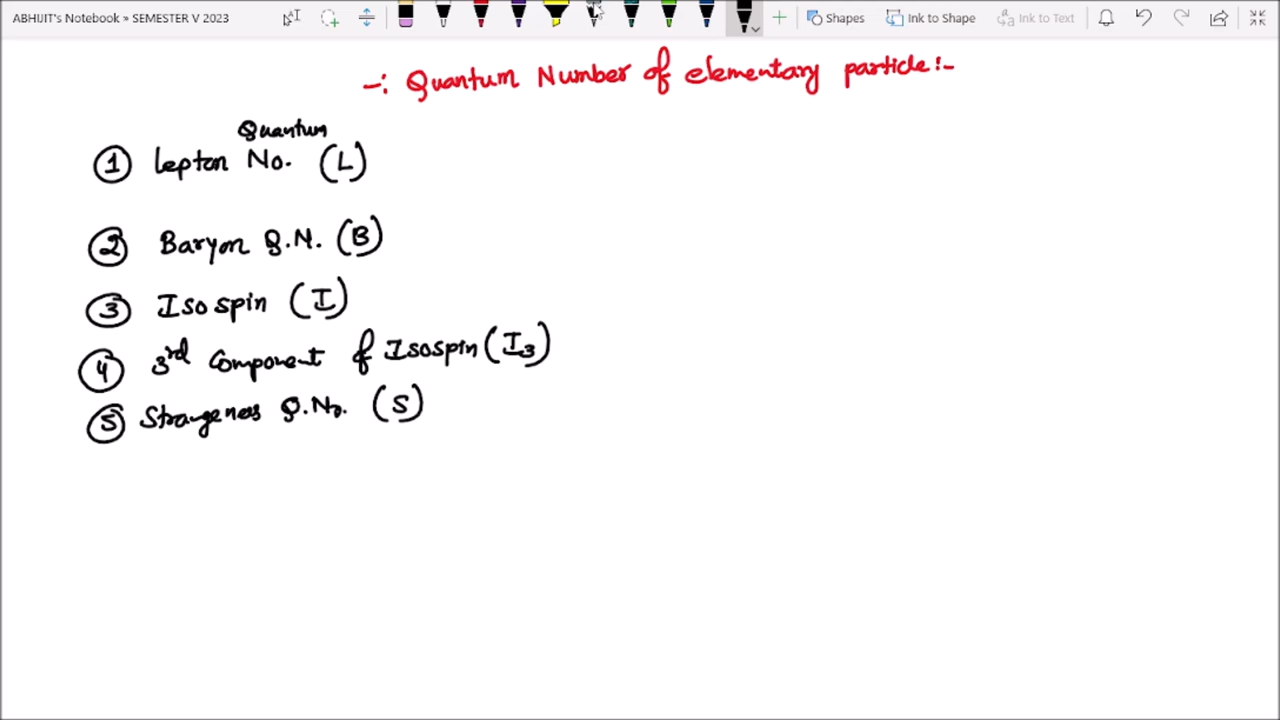 ABHIJIT's Notebook » SEMESTER V 2023
Shapes
Ink to Shape
Ink to Text
-: Quantum Number of elementary particle:-
Quantum
① Lepton No. (L)
② Baryon Q.N. (B)
③ Isospin (I)
④ 3rd Component of Isospin (I₃)
⑤ Strangeness Q.No. (S)